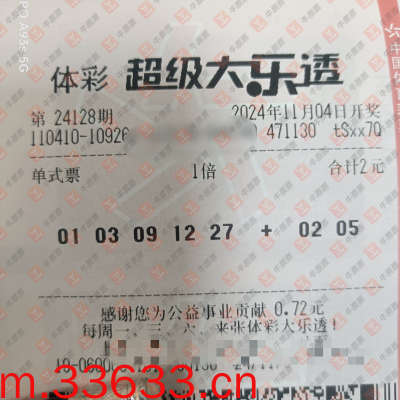 体彩 超级大乐透
第 24128期 2024年11月04日开奖
110410-10926 471130 tSxx7Q
单式票 1倍 合计2元
01 03 09 12 27 + 02 05
感谢您为公益事业贡献 0.72元
每周一、三、六,来张体彩大乐透!
m.33633.cn